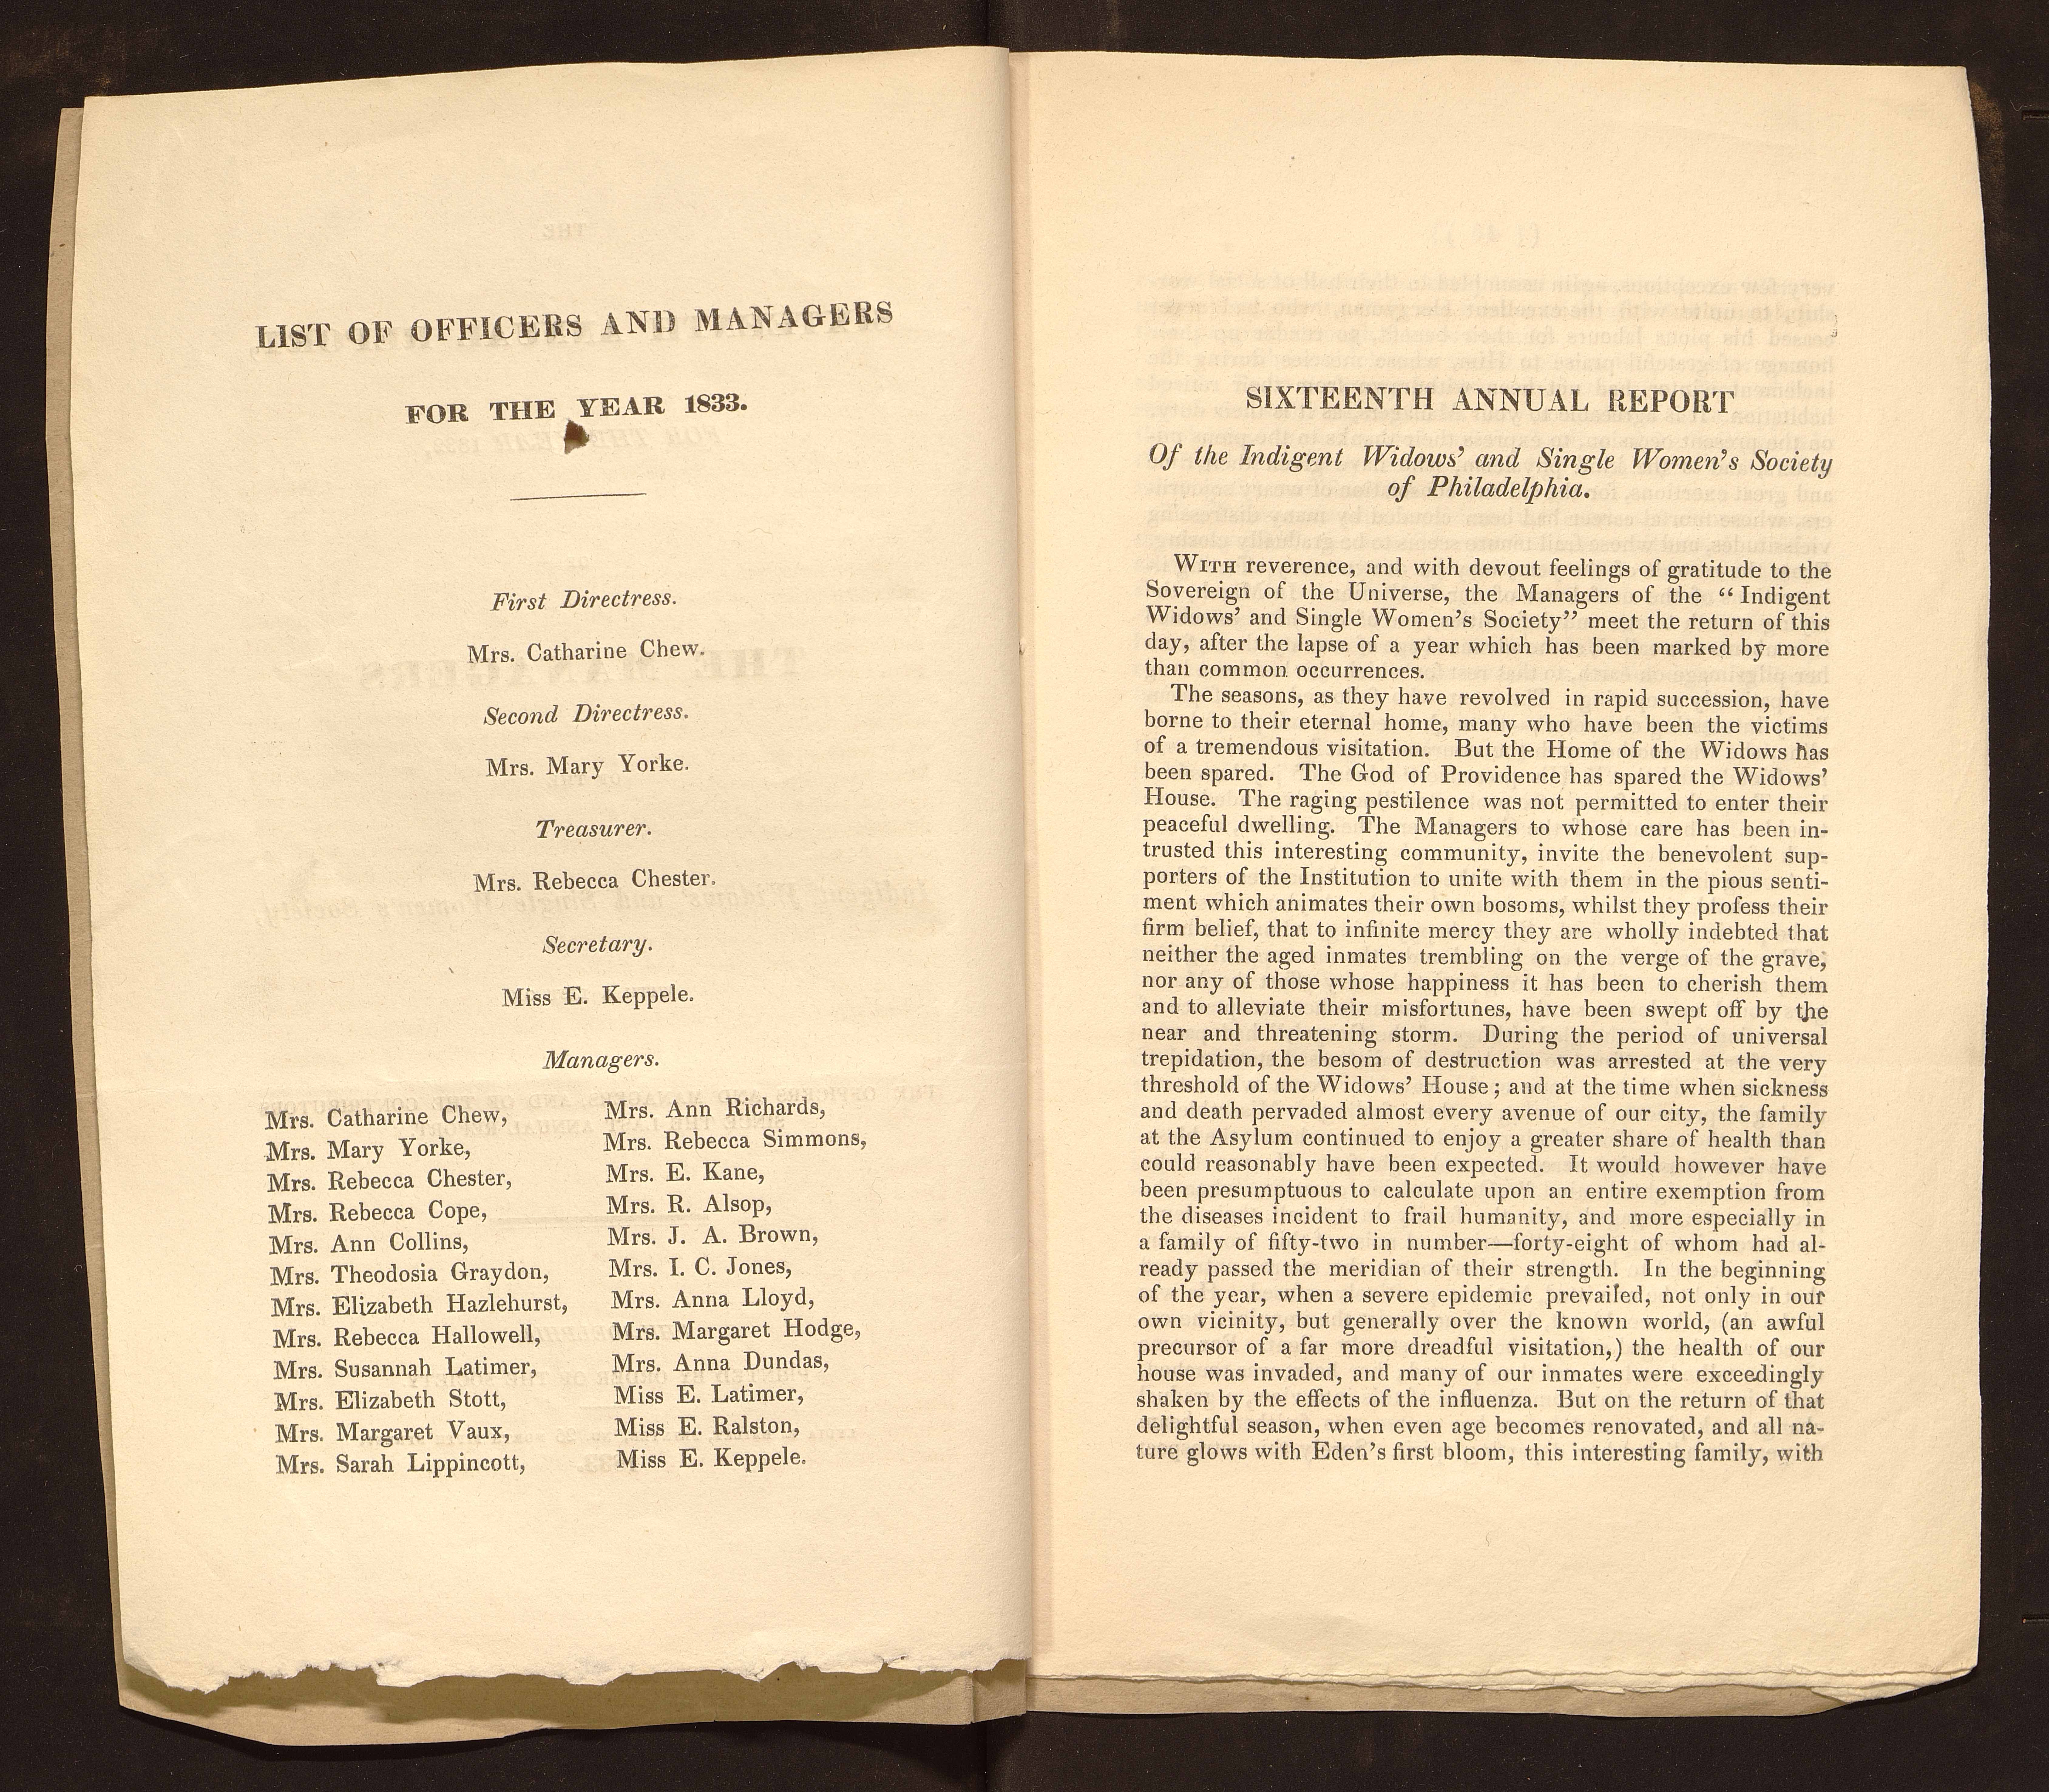 LIST OF OFFICERS AND MANAGERS
FOR THE YEAR 1833.
First Directress.
Mrs. Catharine Chew.
Second Directress.
Mrs. Mary Yorke.
Treasurer.
Mrs. Rebecca Chester.
Secretary.
Miss E. Keppele.
Managers.
Mrs. Catharine Chew,
Mrs. Mary Yorke,
Mrs. Rebecca Chester,
Mrs. Rebecca Cope,
Mrs. Ann Collins,
Mrs. Theodosia Graydon,
Mrs. Elizabeth Hazlehurst,
Mrs. Rebecca Hallowell,
Mrs. Susannah Latimer,
Mrs. Elizabeth Stott,
Mrs. Margaret Vaux,
Mrs. Sarah Lippincott,
Mrs. Ann Richards,
Mrs. Rebecca Simmons,
Mrs. E. Kane,
Mrs. R. Alsop,
Mrs. J. A. Brown,
Mrs. I. C. Jones,
Mrs. Anna Lloyd,
Mrs. Margaret Hodge,
Mrs. Anna Dundas,
Miss E. Latimer,
Miss E. Ralston,
Miss E. Keppele.
SIXTEENTH ANNUAL REPORT
Of the Indigent Widows' and Single Women's Society
of Philadelphia.
WITH reverence, and with devout feelings of gratitude to the
Sovereign of the Universe, the Managers of the "Indigent
Widows' and Single Women's Society" meet the return of this
day, after the lapse of a year which has been marked by more
than common occurrences.
The seasons, as they have revolved in rapid succession, have
borne to their eternal home, many who have been the victims
of a tremendous visitation. But the Home of the Widows has
been spared. The God of Providence has spared the Widows'
House. The raging pestilence was not permitted to enter their
peaceful dwelling. The Managers to whose care has been in-
trusted this interesting community, invite the benevolent sup-
porters of the Institution to unite with them in the pious senti-
ment which animates their own bosoms, whilst they profess their
firm belief, that to infinite mercy they are wholly indebted that
neither the aged inmates trembling on the verge of the grave,
nor any of those whose happiness it has been to cherish them
and to alleviate their misfortunes, have been swept off by the
near and threatening storm. During the period of universal
trepidation, the besom of destruction was arrested at the very
threshold of the Widows' House; and at the time when sickness
and death pervaded almost every avenue of our city, the family
at the Asylum continued to enjoy a greater share of health than
could reasonably have been expected. It would however have
been presumptuous to calculate upon an entire exemption from
the diseases incident to frail humanity, and more especially in
a family of fifty-two in number—forty-eight of whom had al-
ready passed the meridian of their strength. In the beginning
of the year, when a severe epidemic prevailed, not only in our
own vicinity, but generally over the known world, (an awful
precursor of a far more dreadful visitation,) the health of our
house was invaded, and many of our inmates were exceedingly
shaken by the effects of the influenza. But on the return of that
delightful season, when even age becomes renovated, and all na-
ture glows with Eden's first bloom, this interesting family, with